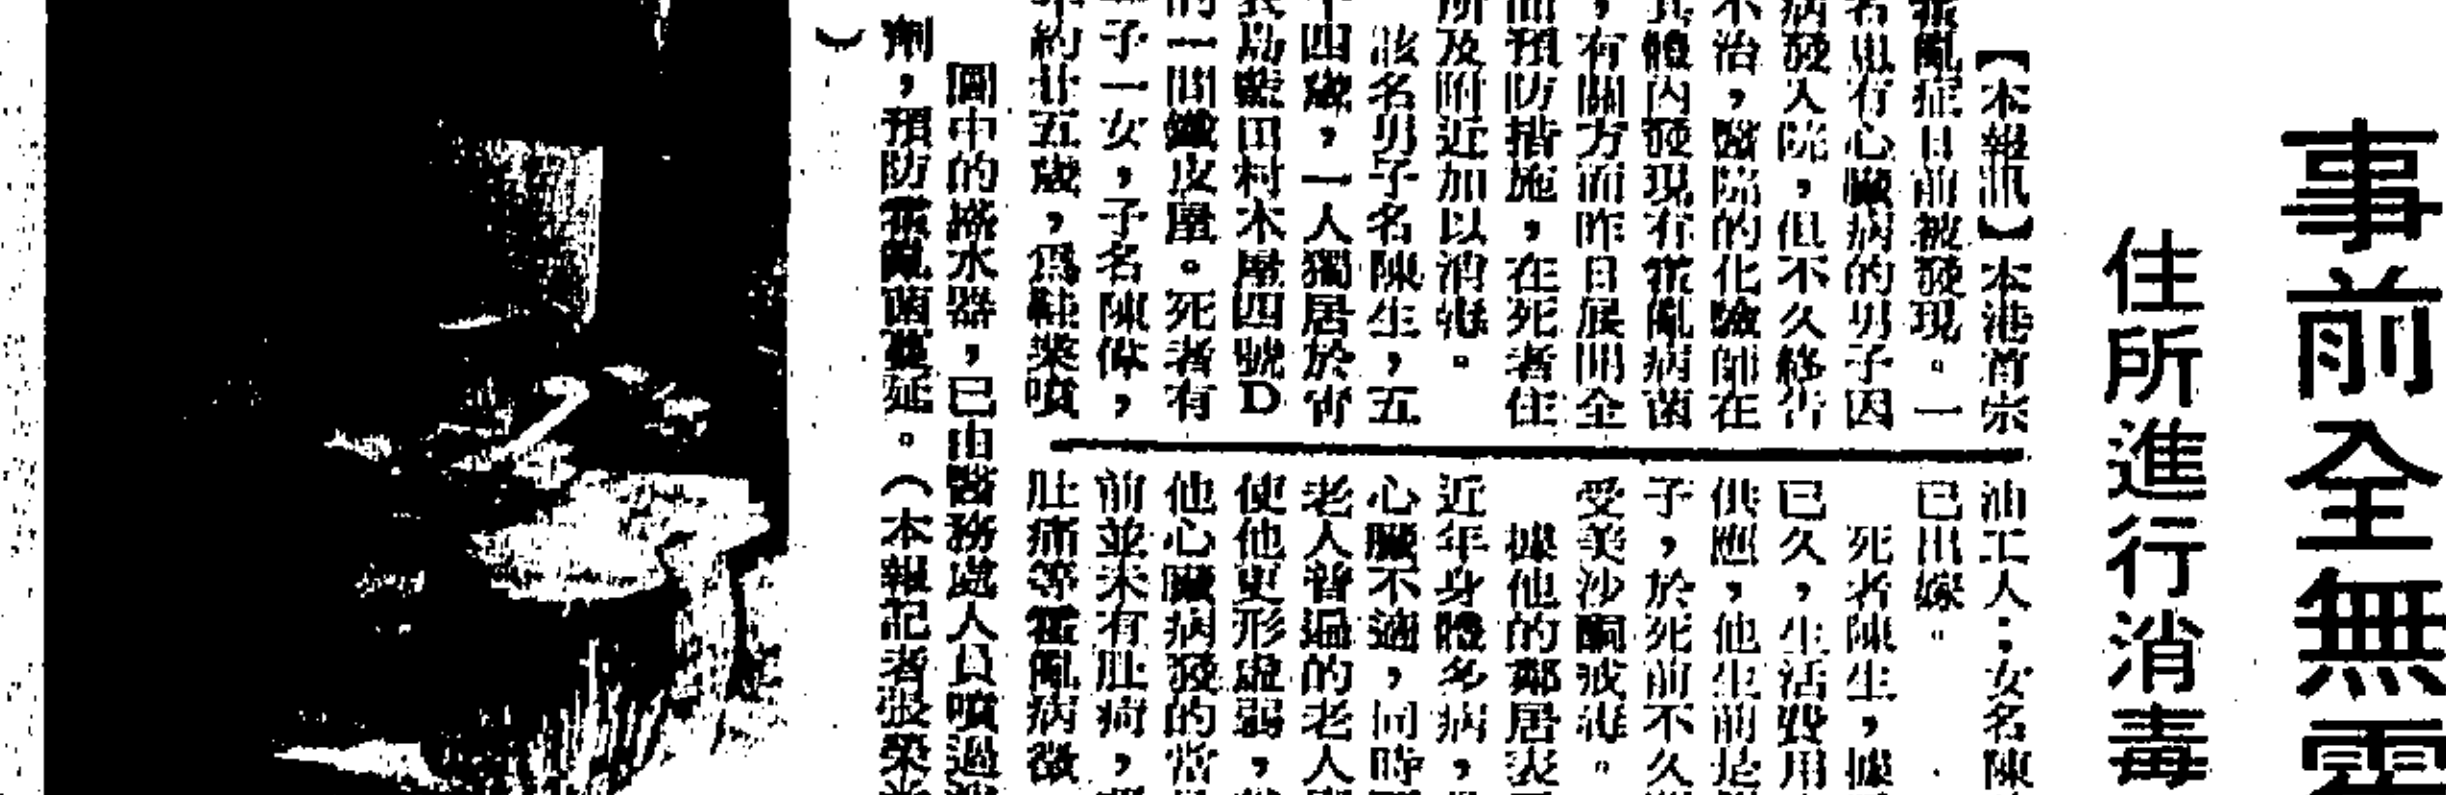 事前全無
住所進行消毒
【本報訊】本港首宗
霍亂症日前被發現。一
名患有心臟病的男子因
病發入院，但不久終告
不治，醫院的化驗師在
其體內發現有霍亂病菌
，有關方面昨日展開全
面預防措施，在死者住
所及附近加以消毒。
該名男子名陳生，五
十四歲，一人獨居於青
衣島藍田村木屋四號D
的一間鐵皮屋。死者有
子一女，子名陳偉，
約廿五歲，為鞋業噴
油工人；女名陳
已出嫁。
死者陳生，據
已久，生活費用
供應，他生前是
子，於死前不久
受美沙酮戒毒。
據他的鄰居表
近年身體多病，
心臟不適，同時
老人普遍的老人
使他更形虛弱，
他心臟病發的當
前並未有肚痾，
肚痛等霍亂病徵
圖中的搭水器，已由醫務處人員噴過
劑，預防霍亂菌蔓延。（本報記者張榮
）